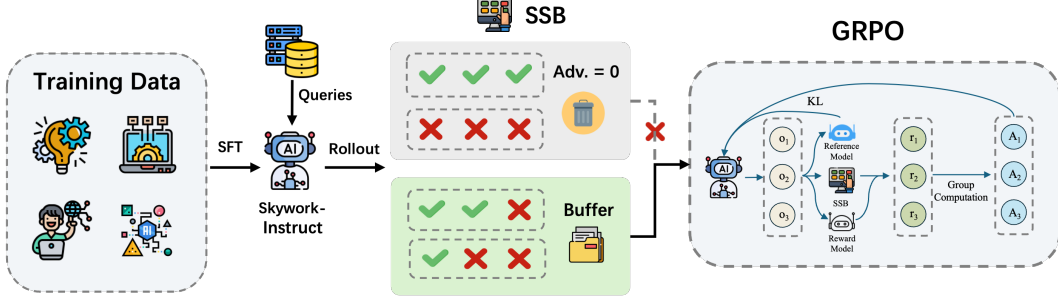 SSB
GRPO
Training Data
Queries
SFT
AI
Rollout
Skywork-
Instruct
AI
Adv. = 0
Buffer
KL
AI
o1
o2
o3
Reference
Model
SSB
Reward
Model
r1
r2
r3
Group
Computation
A1
A2
A3